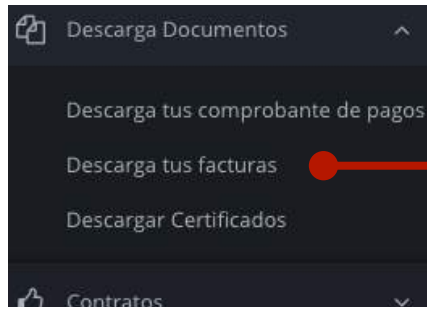 Descarga Documentos
Descarga tus comprobante de pagos
Descarga tus facturas
Descargar Certificados
Contratos